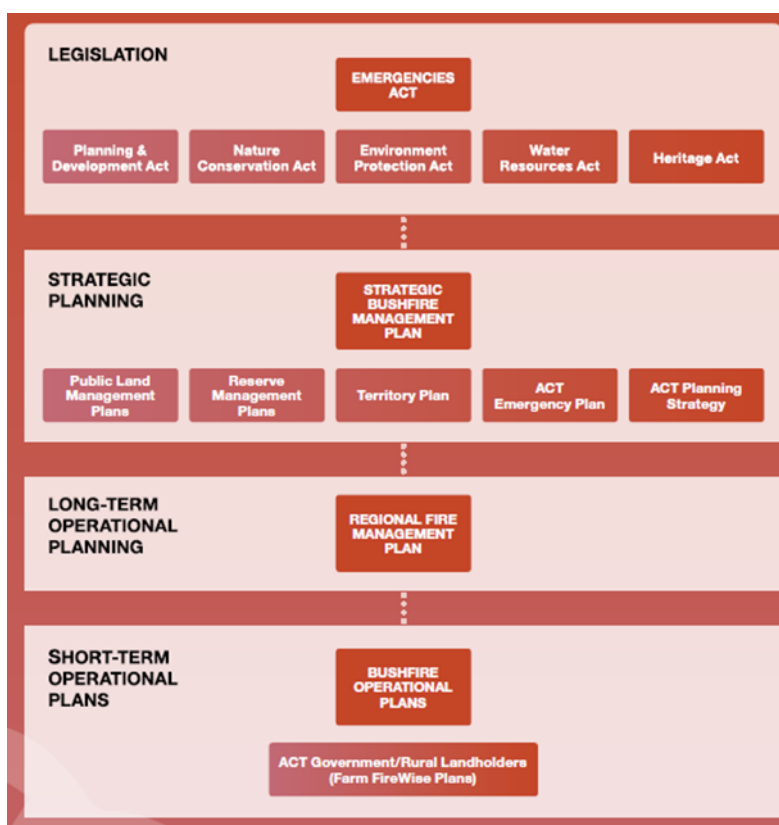 LEGISLATION
EMERGENCIES
ACT
Planning &
Development Act
Nature
Conservation Act
Environment
Protection Act
Water
Resources Act
Heritage Act
STRATEGIC
PLANNING
STRATEGIC
BUSHFIRE
MANAGEMENT
PLAN
Public Land
Management
Plans
Reserve
Management
Plans
Territory Plan
ACT
Emergency Plan
ACT Planning
Strategy
LONG-TERM
OPERATIONAL
PLANNING
REGIONAL FIRE
MANAGEMENT
PLAN
SHORT-TERM
OPERATIONAL
PLANS
BUSHFIRE
OPERATIONAL
PLANS
ACT Government/Rural Landholders
(Farm FireWise Plans)